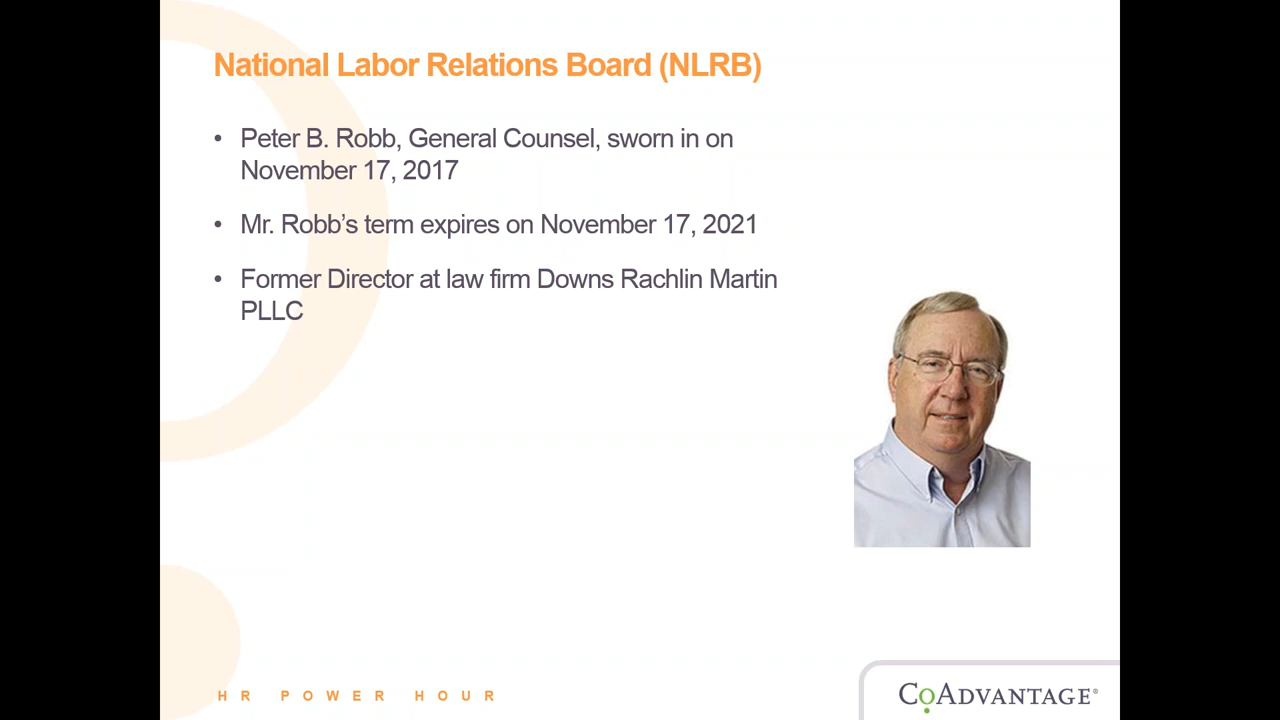 National Labor Relations Board (NLRB)
• Peter B. Robb, General Counsel, sworn in on
November 17, 2017
• Mr. Robb’s term expires on November 17, 2021
• Former Director at law firm Downs Rachlin Martin
PLLC
HR POWER HOUR
COADVANTAGE®